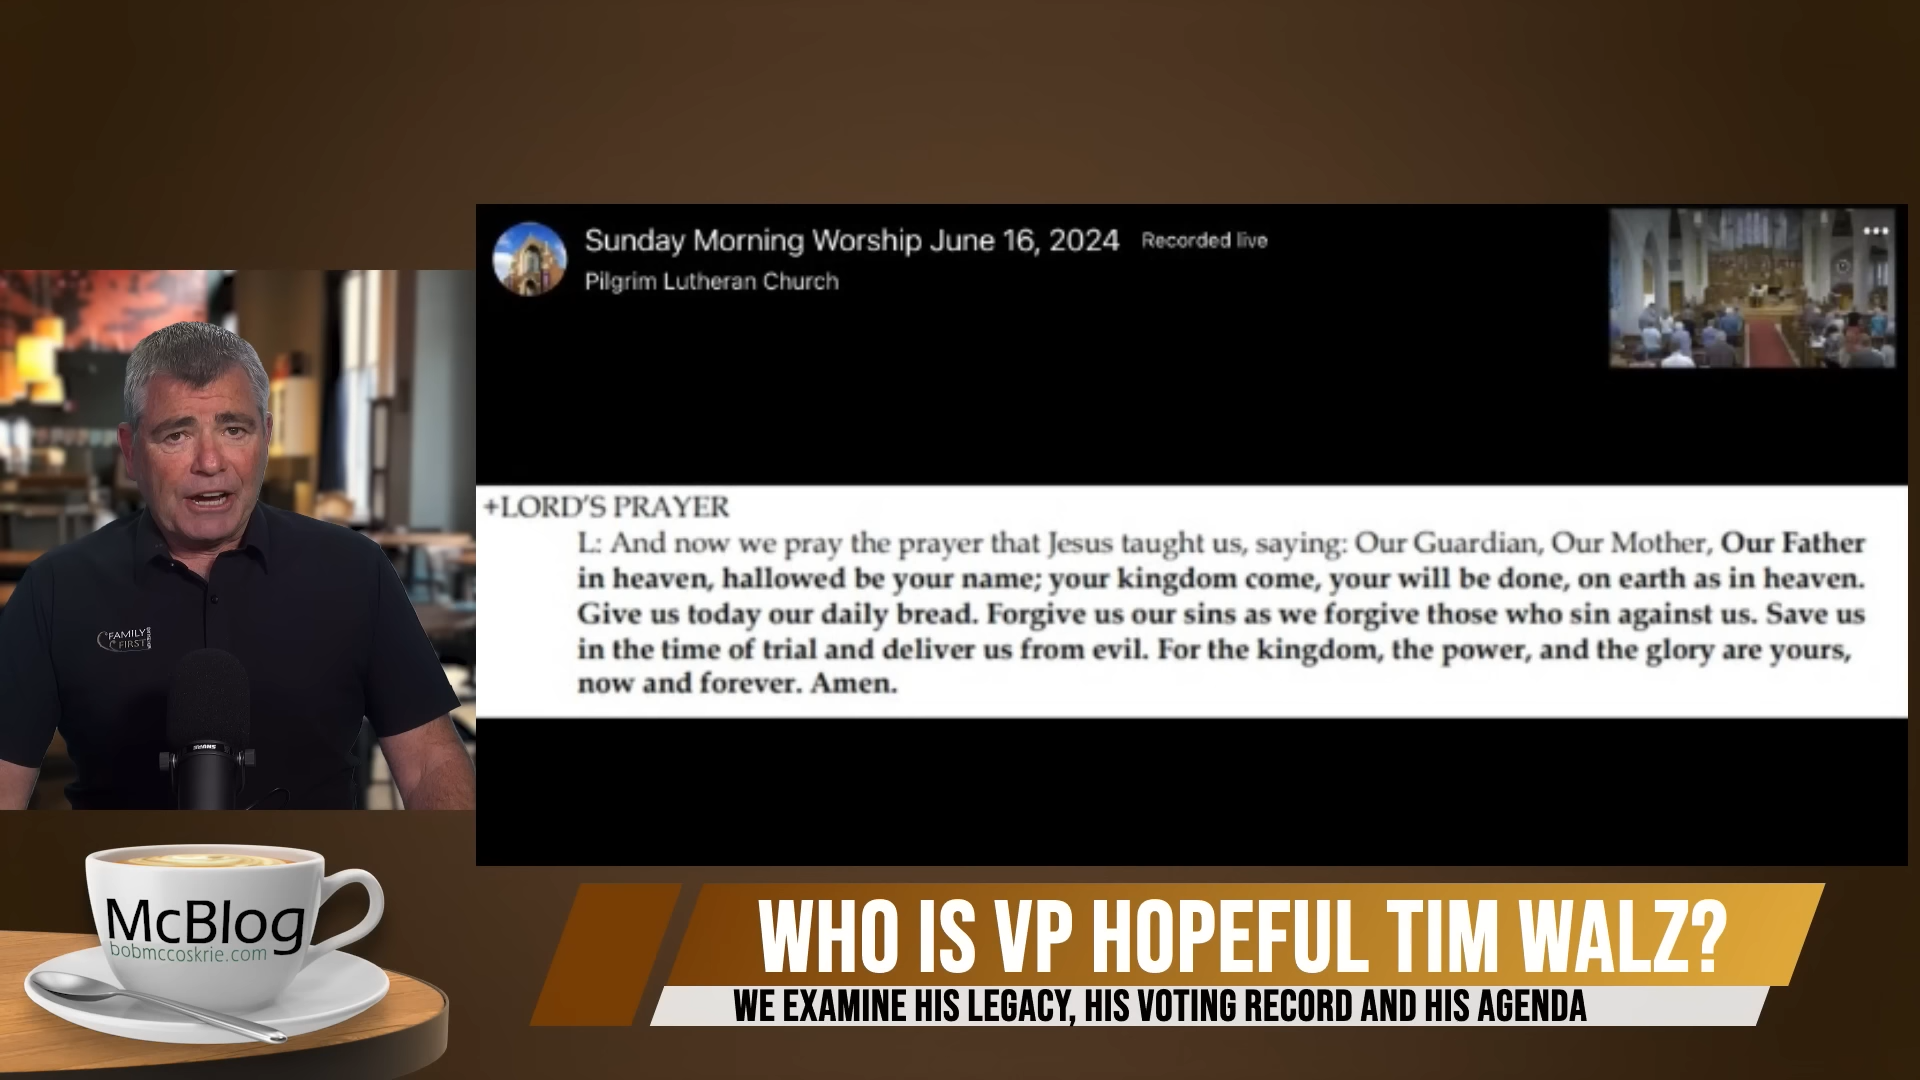 Sunday Morning Worship June 16, 2024 Recorded live
Pilgrim Lutheran Church
+LORD'S PRAYER
L: And now we pray the prayer that Jesus taught us, saying: Our Guardian, Our Mother, Our Father
in heaven, hallowed be your name; your kingdom come, your will be done, on earth as in heaven.
Give us today our daily bread. Forgive us our sins as we forgive those who sin against us. Save us
in the time of trial and deliver us from evil. For the kingdom, the power, and the glory are yours,
now and forever. Amen.
FAMILY
FIRST
SHURE
McBlog
bobmccoskrie.com
WHO IS VP HOPEFUL TIM WALZ?
WE EXAMINE HIS LEGACY, HIS VOTING RECORD AND HIS AGENDA